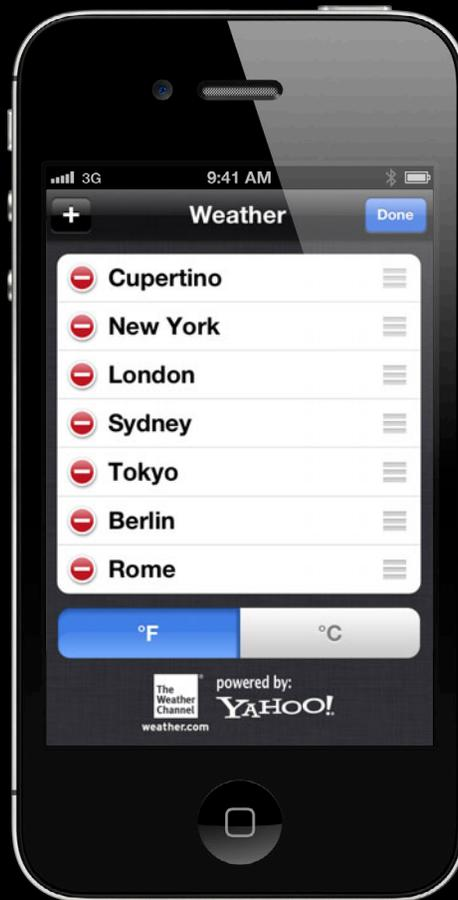 3G 9:41 AM
+ Weather Done
Cupertino
New York
London
Sydney
Tokyo
Berlin
Rome
°F °C
The
Weather
Channel
weather.com
powered by:
YAHOO!